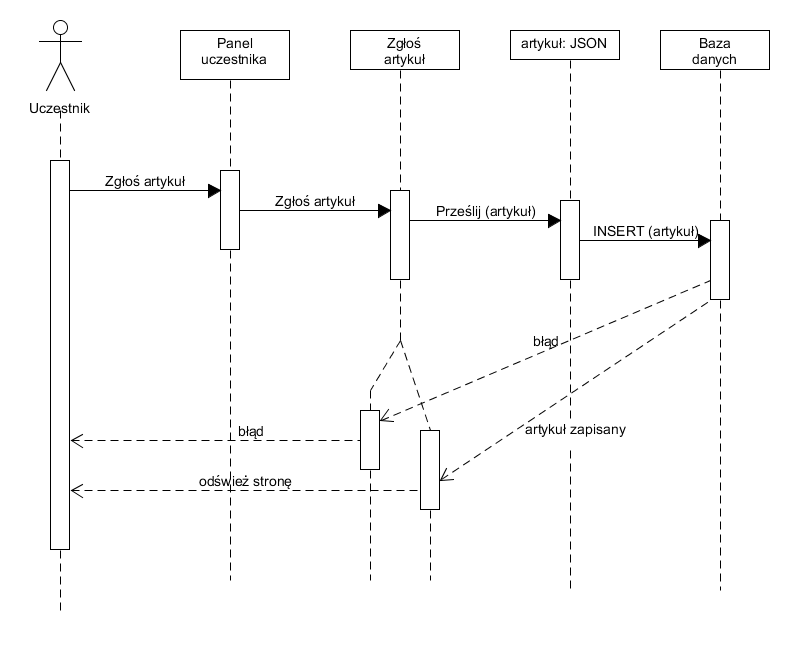 Panel
uczestnika
Zgłoś
artykuł
artykuł: JSON
Baza
danych
Uczestnik
Zgłoś artykuł
Zgłoś artykuł
Prześlij (artykuł)
INSERT (artykuł)
błąd
artykuł zapisany
błąd
odśwież stronę